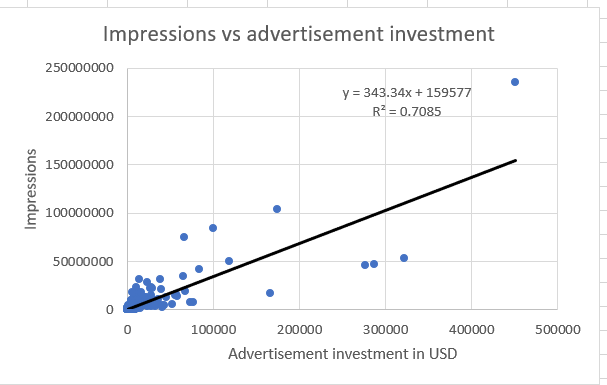 Impressions vs advertisement investment
250000000
y = 343.34x + 159577
R² = 0.7085
200000000
150000000
Impressions
100000000
50000000
0
0 100000 200000 300000 400000 500000
Advertisement investment in USD